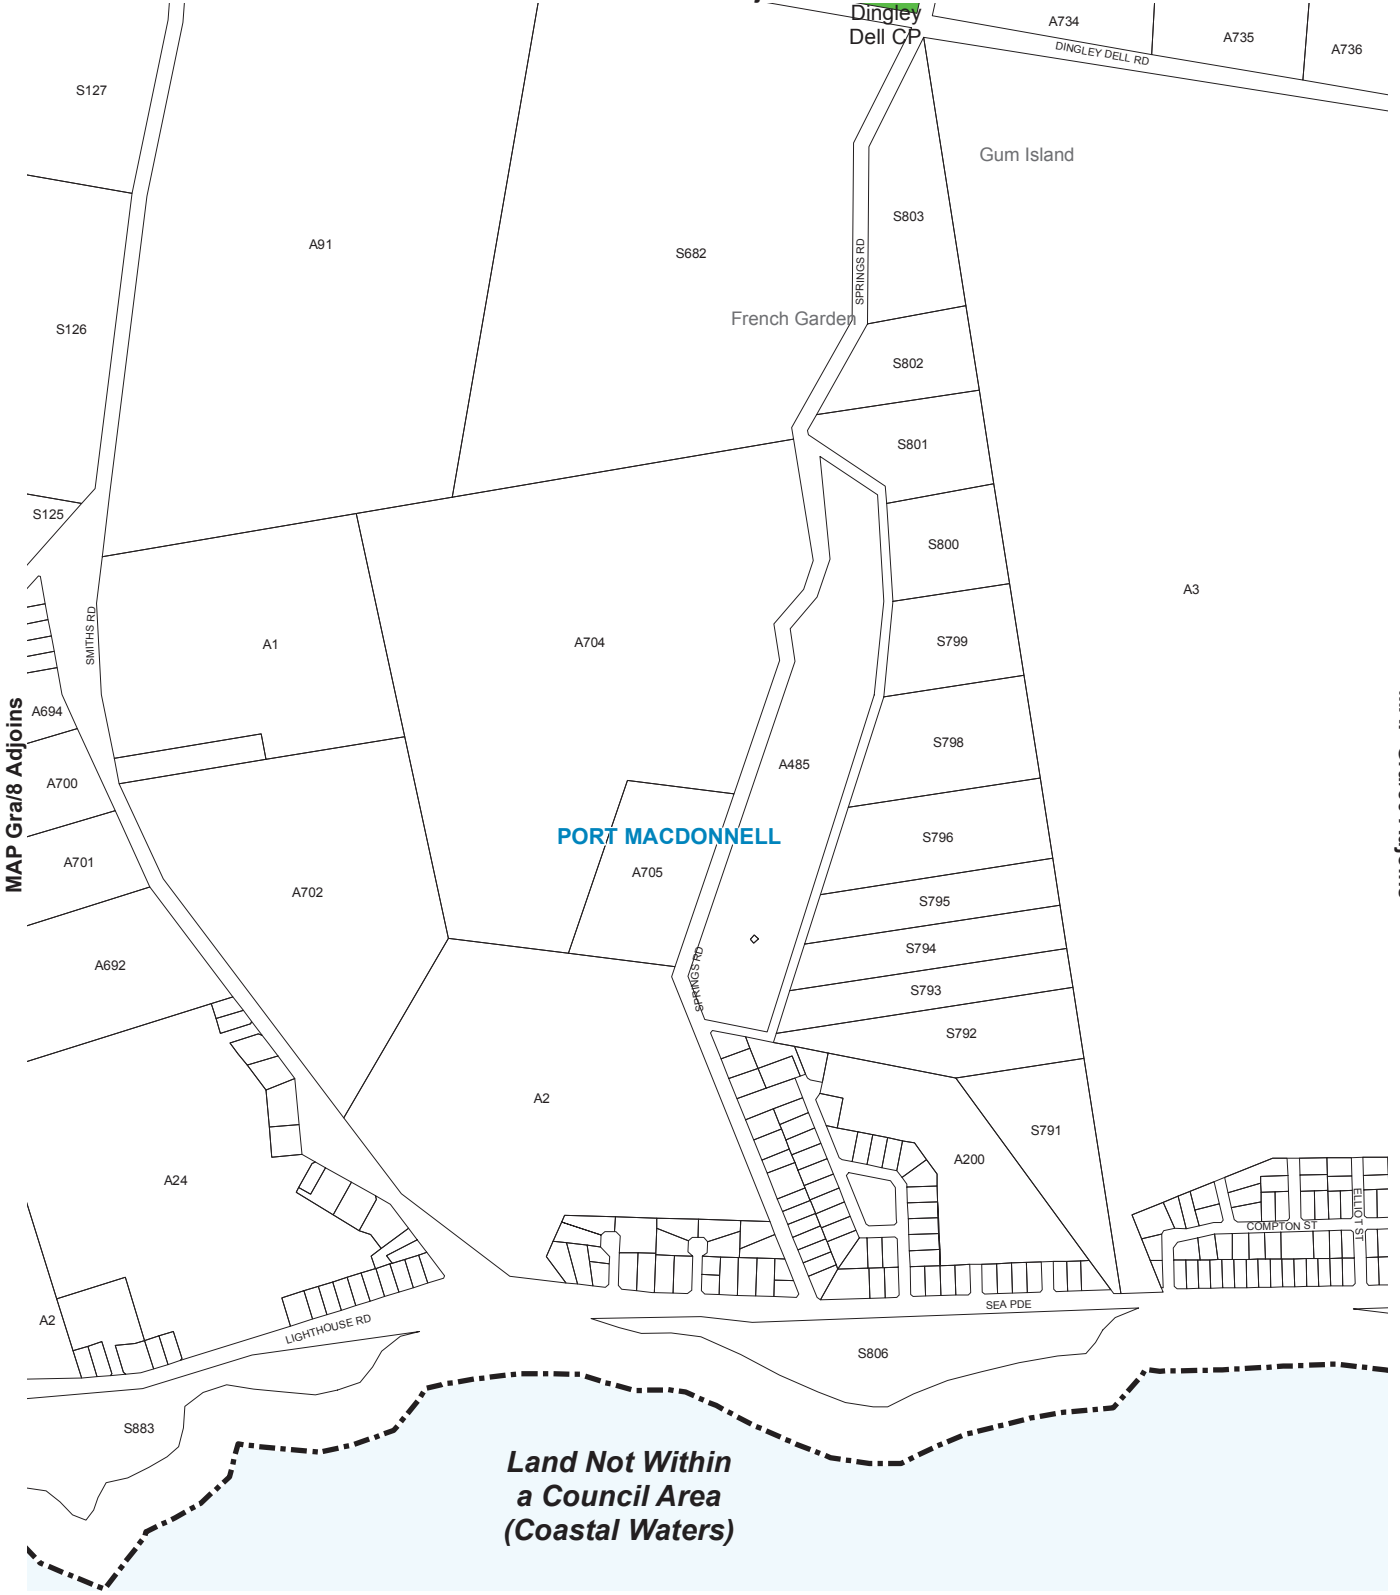 Dingley
Dell CP
A734
A735
A736
DINGLEY DELL RD
S127
Gum Island
S803
A91
S682
SPRINGS RD
S126
French Garden
S802
S801
S125
S800
A3
SMITHS RD
A1
A704
S799
A694
S798
MAP Gra/8 Adjoins
A700
A485
PORT MACDONNELL
S796
A701
A705
A702
S795
S794
A692
SPRINGS RD
S793
S792
A2
S791
A200
A24
ELLIOT ST
COMPTON ST
SEA PDE
A2
LIGHTHOUSE RD
S806
S883
Land Not Within
a Council Area
(Coastal Waters)